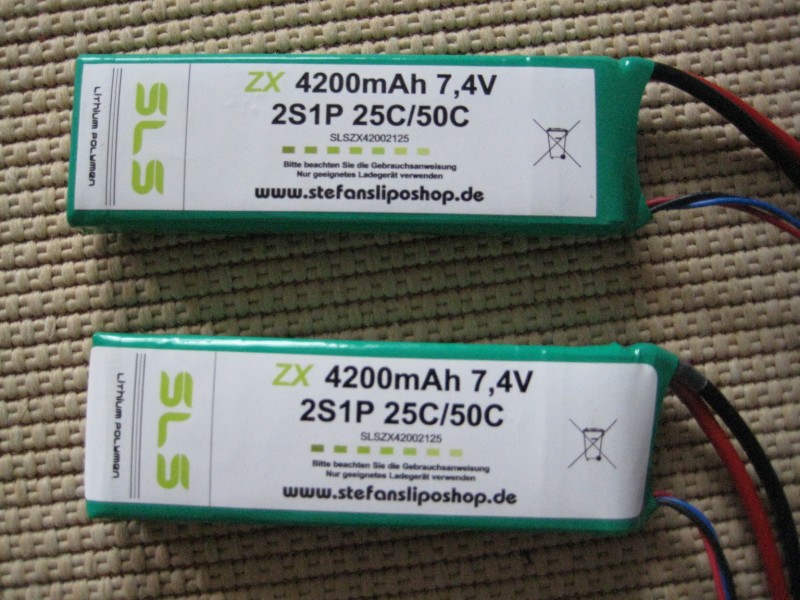 SLS
Lithium Polymer
ZX 4200mAh 7,4V
2S1P 25C/50C
SLSZX42002125
Bitte beachten Sie die Gebrauchsanweisung
Nur geeignetes Ladegerät verwenden
www.stefansliposhop.de
SLS
Lithium Polymer
ZX 4200mAh 7,4V
2S1P 25C/50C
SLSZX42002125
Bitte beachten Sie die Gebrauchsanweisung
Nur geeignetes Ladegerät verwenden
www.stefansliposhop.de